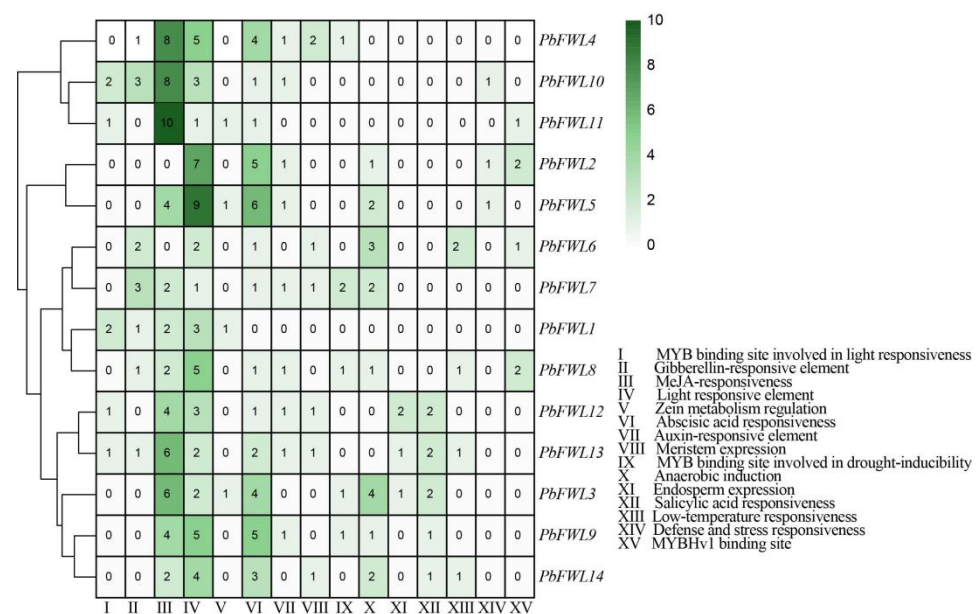 0 1 8 5 0 4 1 2 1 0 0 0 0 0 0 PbFWL4
2 3 8 3 0 1 1 0 0 0 0 0 0 1 0 PbFWL10
1 0 10 1 1 1 0 0 0 0 0 0 0 0 1 PbFWL11
0 0 0 7 0 5 1 0 0 1 0 0 0 1 2 PbFWL2
0 0 4 9 1 6 1 0 0 2 0 0 0 1 0 PbFWL5
0 2 0 2 0 1 0 1 0 3 0 0 2 0 1 PbFWL6
0 3 2 1 0 1 1 1 2 2 0 0 0 0 0 PbFWL7
2 1 2 3 1 0 0 0 0 0 0 0 0 0 0 PbFWL1
0 1 2 5 0 1 1 0 1 1 0 0 1 0 2 PbFWL8
1 0 4 3 0 1 1 1 0 0 2 2 0 0 0 PbFWL12
1 1 6 2 0 2 1 1 0 0 1 2 1 0 0 PbFWL13
0 0 6 2 1 4 0 0 1 4 1 2 0 0 0 PbFWL3
0 0 4 5 0 5 1 0 1 1 0 1 0 0 0 PbFWL9
0 0 2 4 0 3 0 1 0 2 0 1 1 0 0 PbFWL14
I II III IV V VI VII VIII IX X XI XII XIII XIV XV
10
8
6
4
2
0
I MYB binding site involved in light responsiveness
II Gibberellin-responsive element
III MeJA-responsiveness
IV Light responsive element
V Zein metabolism regulation
VI Abscisic acid responsiveness
VII Auxin-responsive element
VIII Meristem expression
IX MYB binding site involved in drought-inducibility
X Anaerobic induction
XI Endosperm expression
XII Salicylic acid responsiveness
XIII Low-temperature responsiveness
XIV Defense and stress responsiveness
XV MYBHv1 binding site